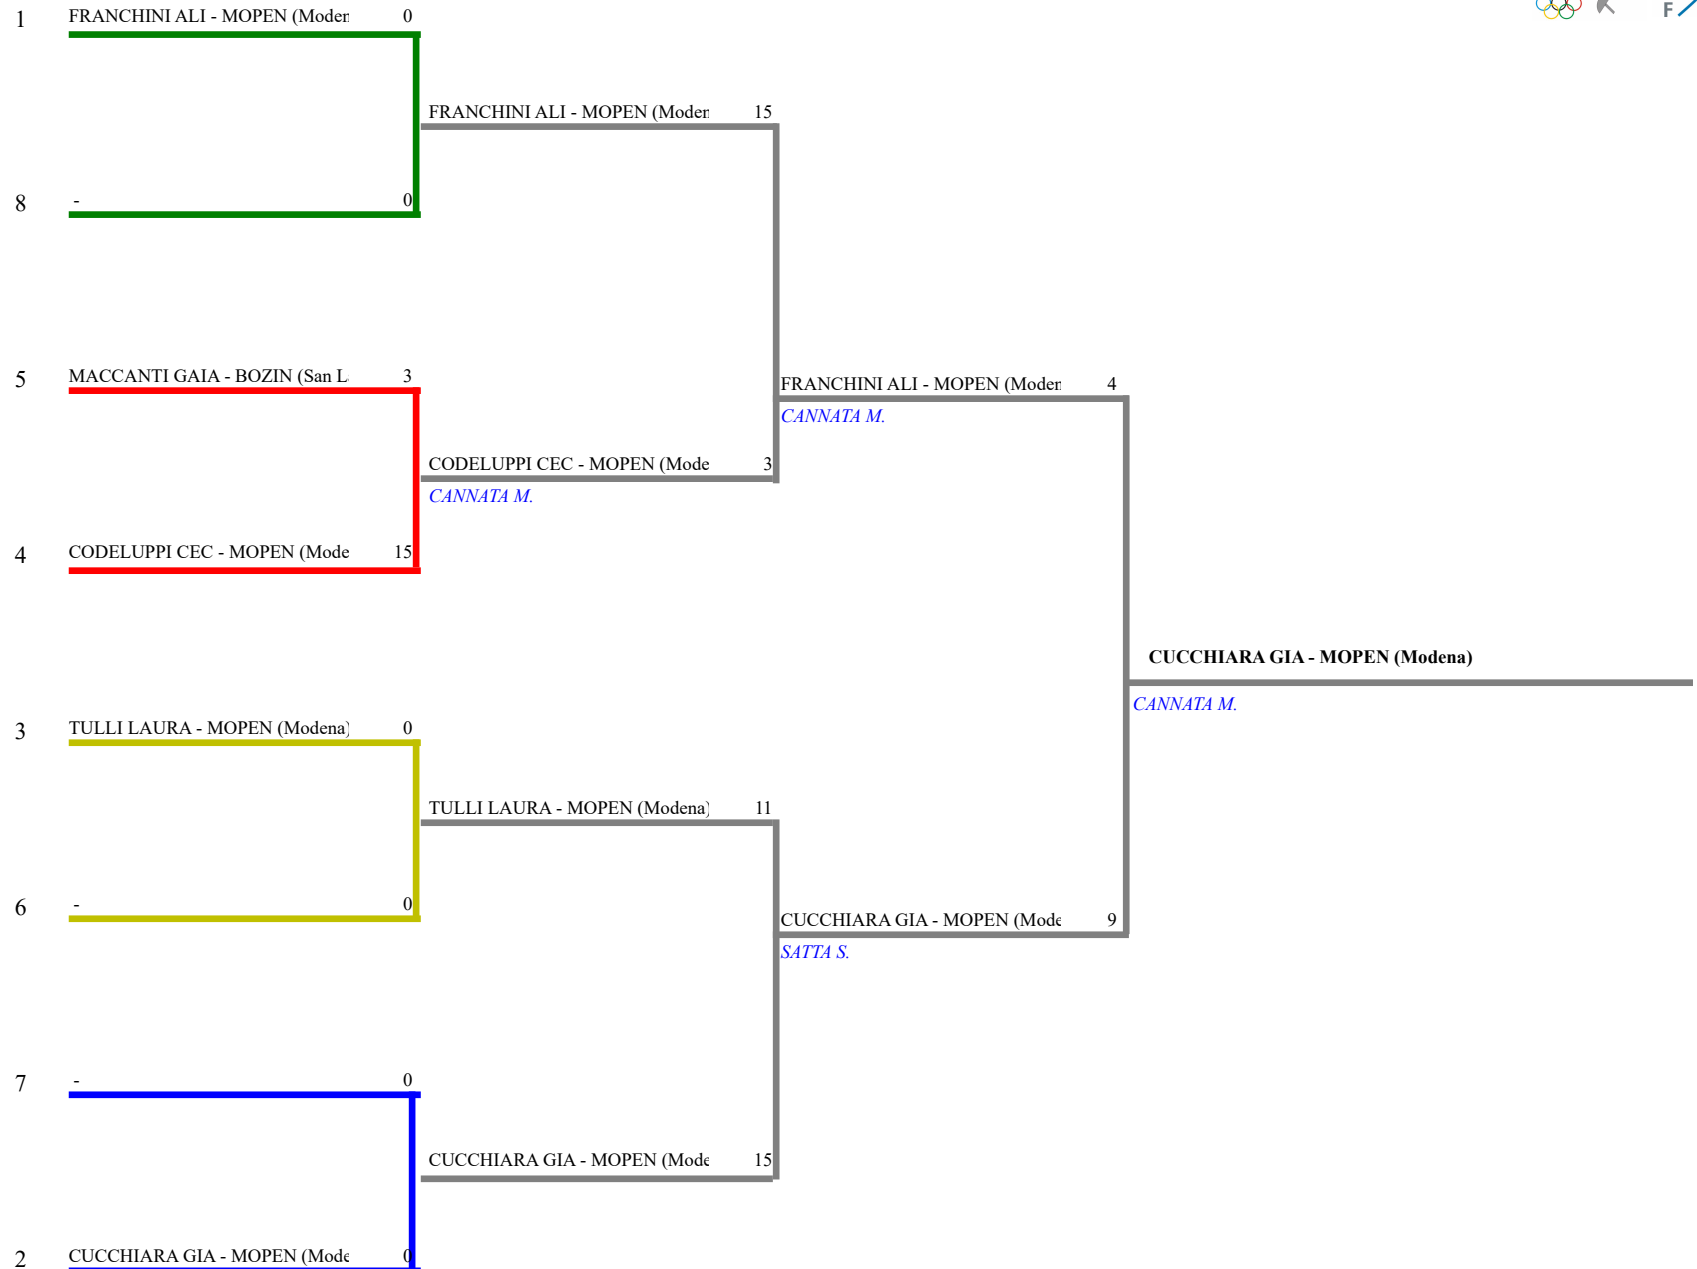 1 FRANCHINI ALI - MOPEN (Moden 0
F
FRANCHINI ALI - MOPEN (Moden 15
8 - 0
5 MACCANTI GAIA - BOZIN (San L 3
FRANCHINI ALI - MOPEN (Moden 4
CANNATA M.
CODELUPPI CEC - MOPEN (Mode 3
CANNATA M.
4 CODELUPPI CEC - MOPEN (Mode 15
CUCCHIARA GIA - MOPEN (Modena)
CANNATA M.
3 TULLI LAURA - MOPEN (Modena) 0
TULLI LAURA - MOPEN (Modena) 11
6 - 0
CUCCHIARA GIA - MOPEN (Mode 9
SATTA S.
7 - 0
CUCCHIARA GIA - MOPEN (Mode 15
2 CUCCHIARA GIA - MOPEN (Mode 0